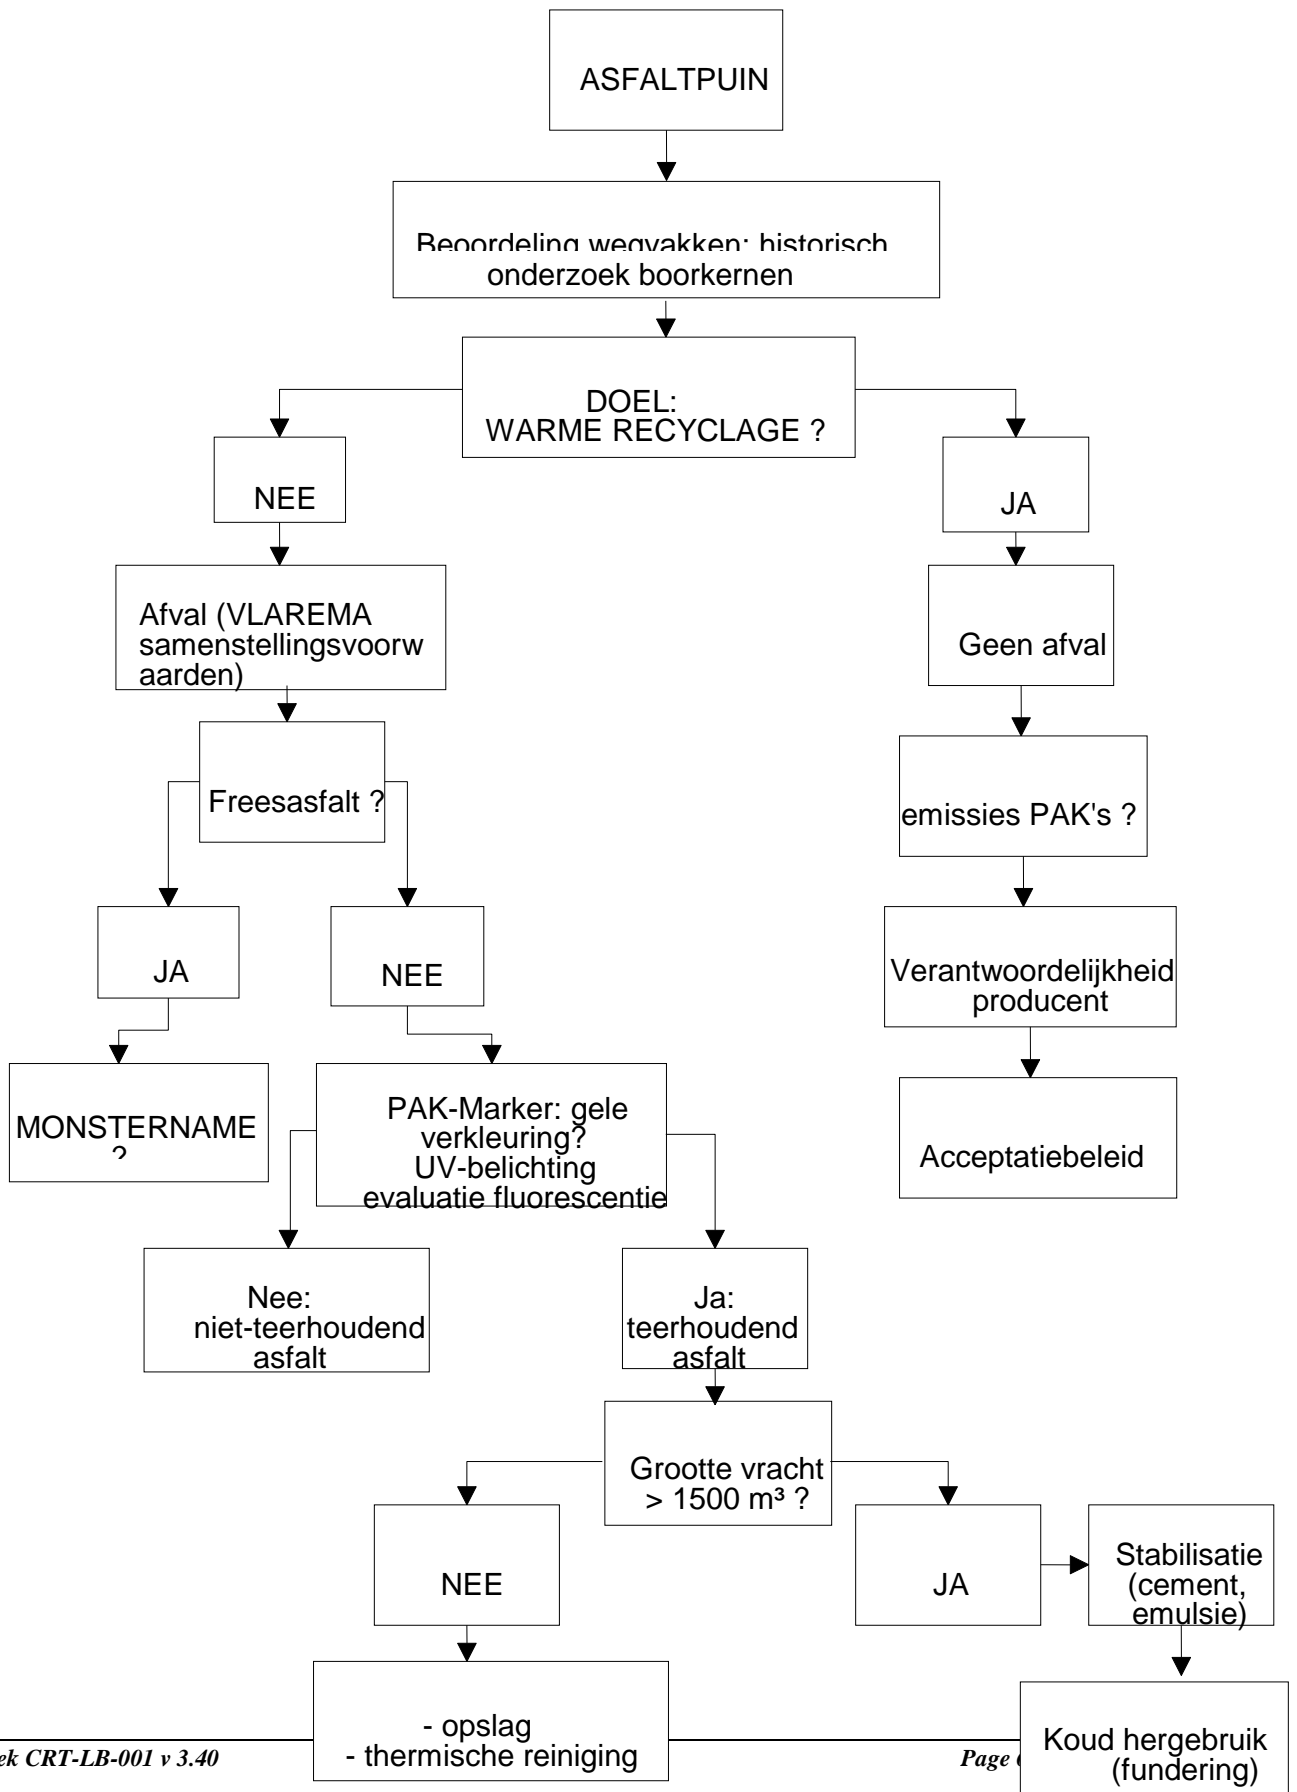 ASFALTPUIN
Beoordeling wegvakken: historisch
onderzoek boorkernen
DOEL:
WARME RECYCLAGE ?
NEE
JA
Afval (VLAREMA
samenstellingsvoorw
aarden)
Geen afval
Freesasfalt ?
emissies PAK's ?
JA
NEE
Verantwoordelijkheid
producent
MONSTERNAME
?
PAK-Marker: gele
verkleuring?
UV-belichting
evaluatie fluorescentie
Acceptatiebeleid
Nee:
niet-teerhoudend
asfalt
Ja:
teerhoudend
asfalt
Grootte vracht
> 1500 m³ ?
NEE
JA
Stabilisatie
(cement,
emulsie)
- opslag
- thermische reiniging
Koud hergebruik
(fundering)
ek CRT-LB-001 v 3.40
Page